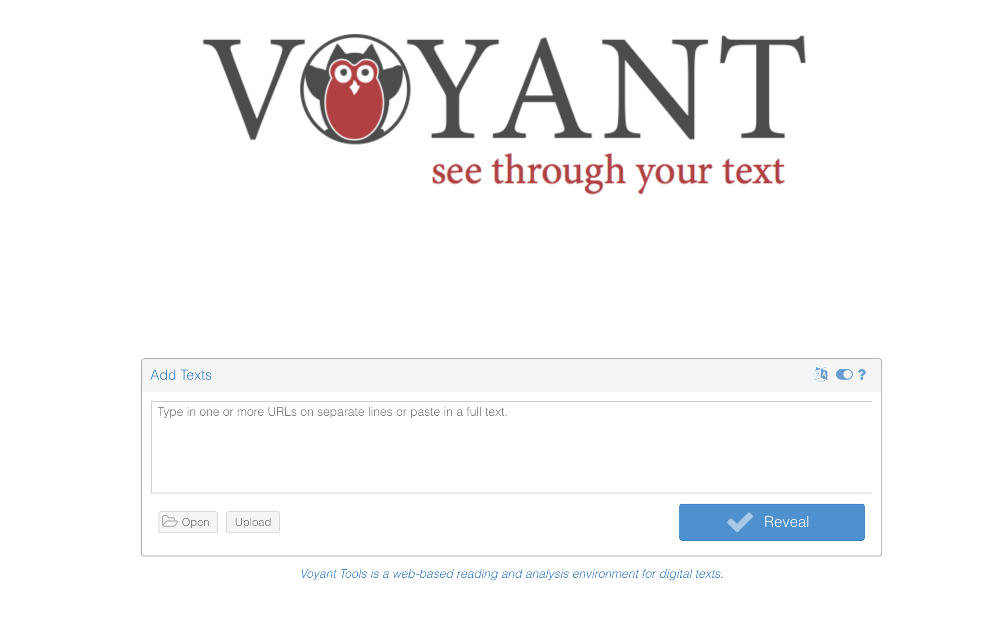 VOYANT
see through your text
Add Texts
?
Type in one or more URLs on separate lines or paste in a full text.
Open
Upload
Reveal
Voyant Tools is a web-based reading and analysis environment for digital texts.